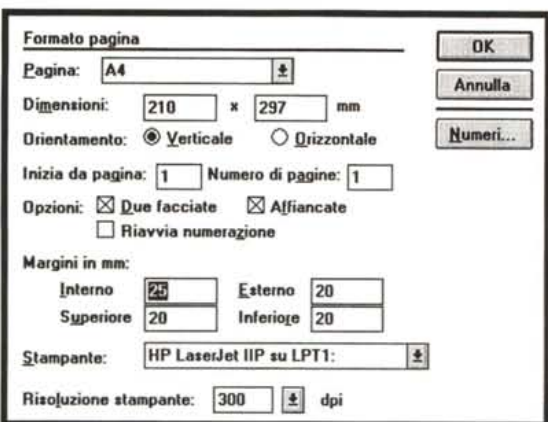 Formato pagina
OK
Pagina: A4
Annulla
Dimensioni: 210 x 297 mm
Orientamento: Verticale Orizzontale
Numeri...
Inizia da pagina: 1 Numero di pagine: 1
Opzioni: Due facciate Affiancate
Riavvia numerazione
Margini in mm:
Interno 25 Esterno 20
Superiore 20 Inferiore 20
Stampante: HP LaserJet IIP su LPT1:
Risoluzione stampante: 300 dpi